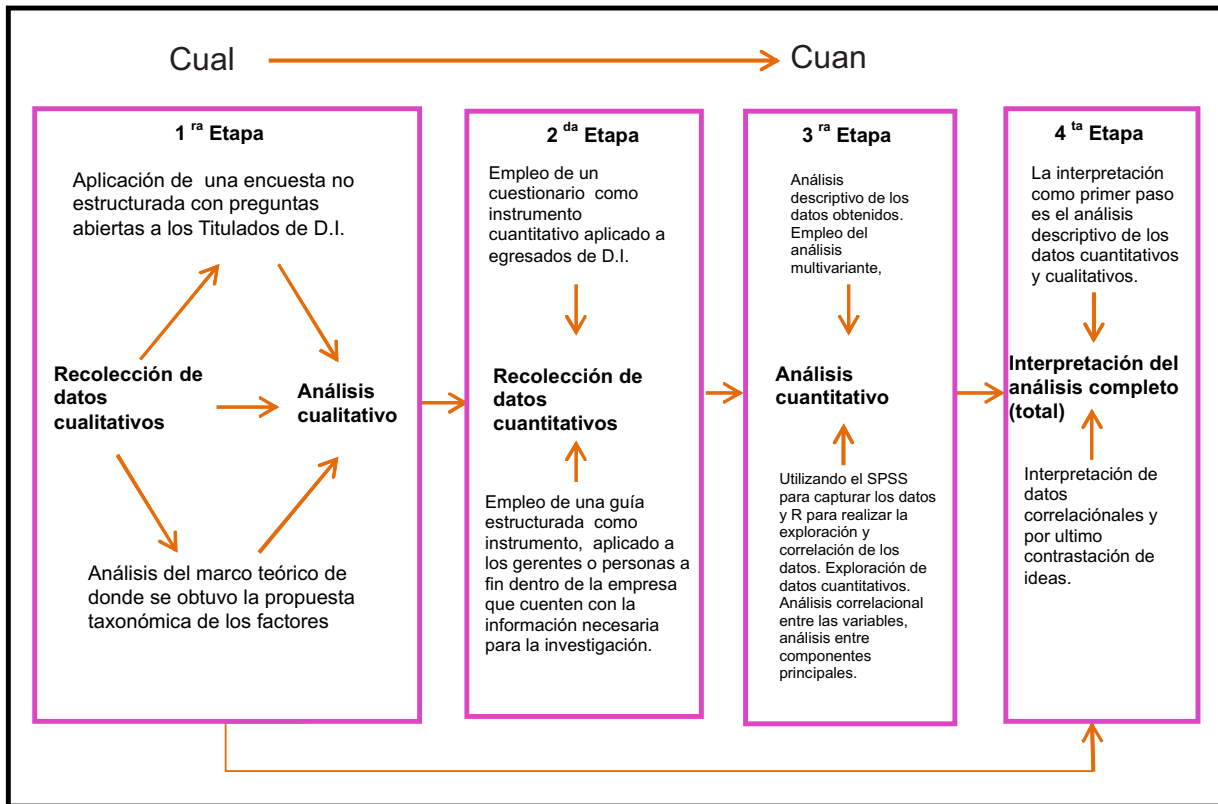 Cual
Cuan
1 ra Etapa
Aplicación de una encuesta no
estructurada con preguntas
abiertas a los Titulados de D.I.
Recolección de
datos
cualitativos
Análisis
cualitativo
Análisis del marco teórico de
donde se obtuvo la propuesta
taxonómica de los factores
2 da Etapa
Empleo de un
cuestionario como
instrumento
cuantitativo aplicado a
egresados de D.I.
Recolección de
datos
cuantitativos
Empleo de una guía
estructurada como
instrumento, aplicado a
los gerentes o personas a
fin dentro de la empresa
que cuenten con la
información necesaria
para la investigación.
3 ra Etapa
Análisis
descriptivo de los
datos obtenidos.
Empleo del
análisis
multivariante,
Análisis
cuantitativo
Utilizando el SPSS
para capturar los datos
y R para realizar la
exploración y
correlación de los
datos. Exploración de
datos cuantitativos.
Análisis correlacional
entre las variables,
análisis entre
componentes
principales.
4 ta Etapa
La interpretación
como primer paso
es el análisis
descriptivo de los
datos cuantitativos
y cualitativos.
Interpretación del
análisis completo
(total)
Interpretación de
datos
correlaciónales y
por ultimo
contrastación de
ideas.